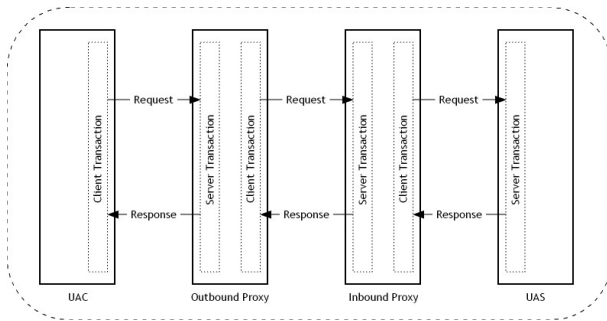 Request
Request
Request
Client Transaction
Server Transaction
Client Transaction
Server Transaction
Client Transaction
Server Transaction
Response
Response
Response
UAC
Outbound Proxy
Inbound Proxy
UAS